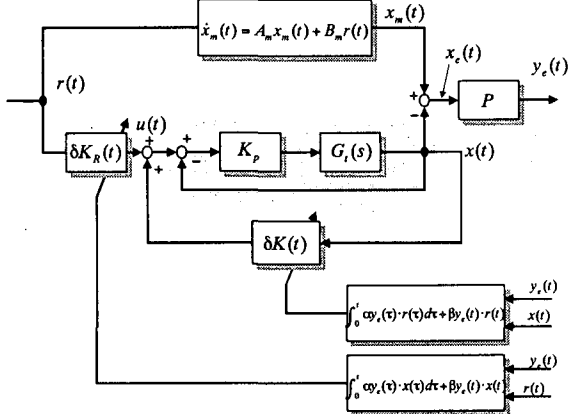 ẋ_m(t) = A_m x_m(t) + B_m r(t)
x_m(t)
x_e(t)
y_e(t)
r(t)
+
−
P
u(t)
δK_R(t)
+
+
+
−
K_p
G_t(s)
x(t)
δK(t)
∫_0^t αy_e(τ)·r(τ)dτ+βy_e(t)·r(t)
y_e(t)
x(t)
∫_0^t αy_e(τ)·x(τ)dτ+βy_e(t)·x(t)
y_e(t)
r(t)